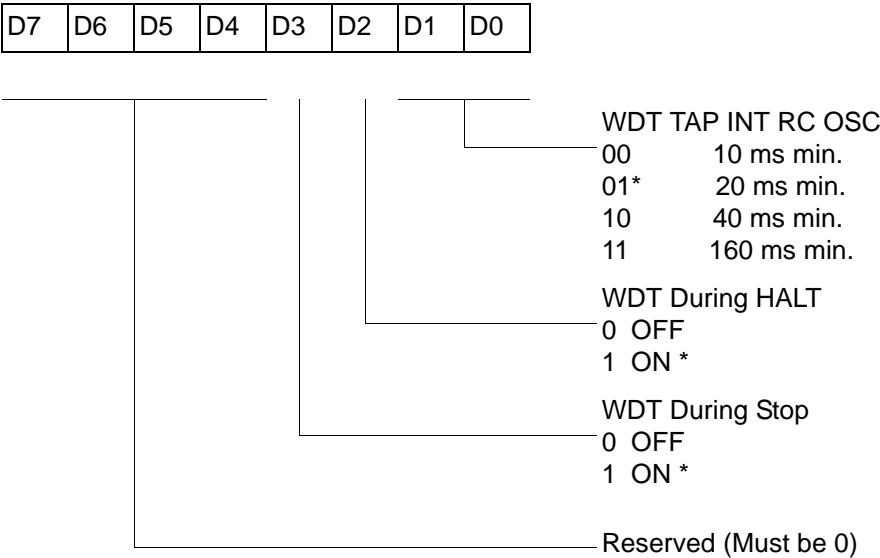 D7 D6 D5 D4 D3 D2 D1 D0
WDT TAP INT RC OSC
00 10 ms min.
01* 20 ms min.
10 40 ms min.
11 160 ms min.
WDT During HALT
0 OFF
1 ON *
WDT During Stop
0 OFF
1 ON *
Reserved (Must be 0)